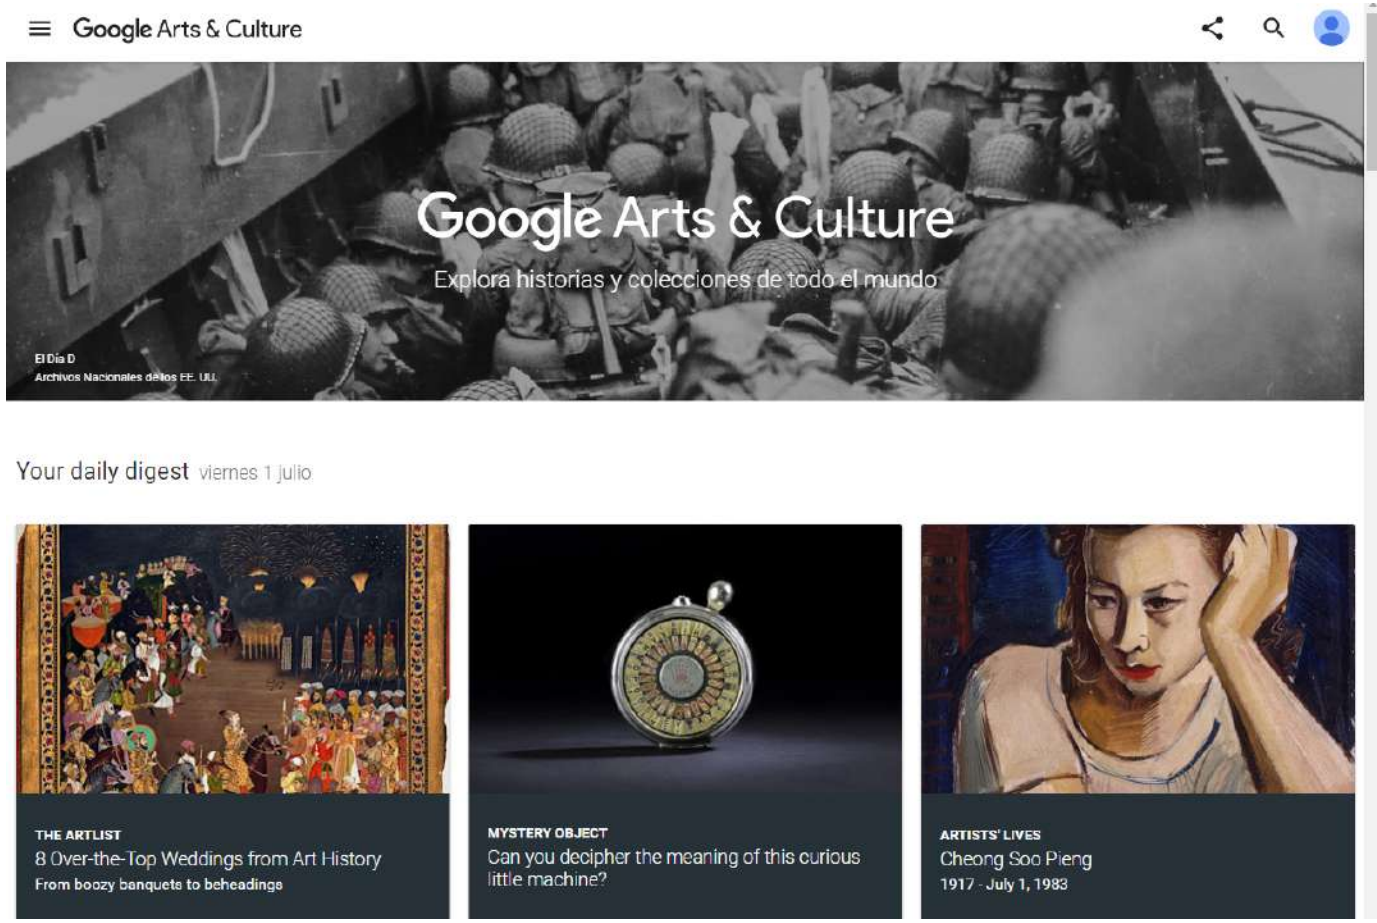 Google Arts & Culture
Google Arts & Culture
Explora historias y colecciones de todo el mundo
El Día D
Archivos Nacionales de los EE. UU.
Your daily digest viernes 1 julio
THE ARTLIST
8 Over-the-Top Weddings from Art History
From boozy banquets to beheadings
MYSTERY OBJECT
Can you decipher the meaning of this curious
little machine?
ARTISTS' LIVES
Cheong Soo Pieng
1917 - July 1, 1983